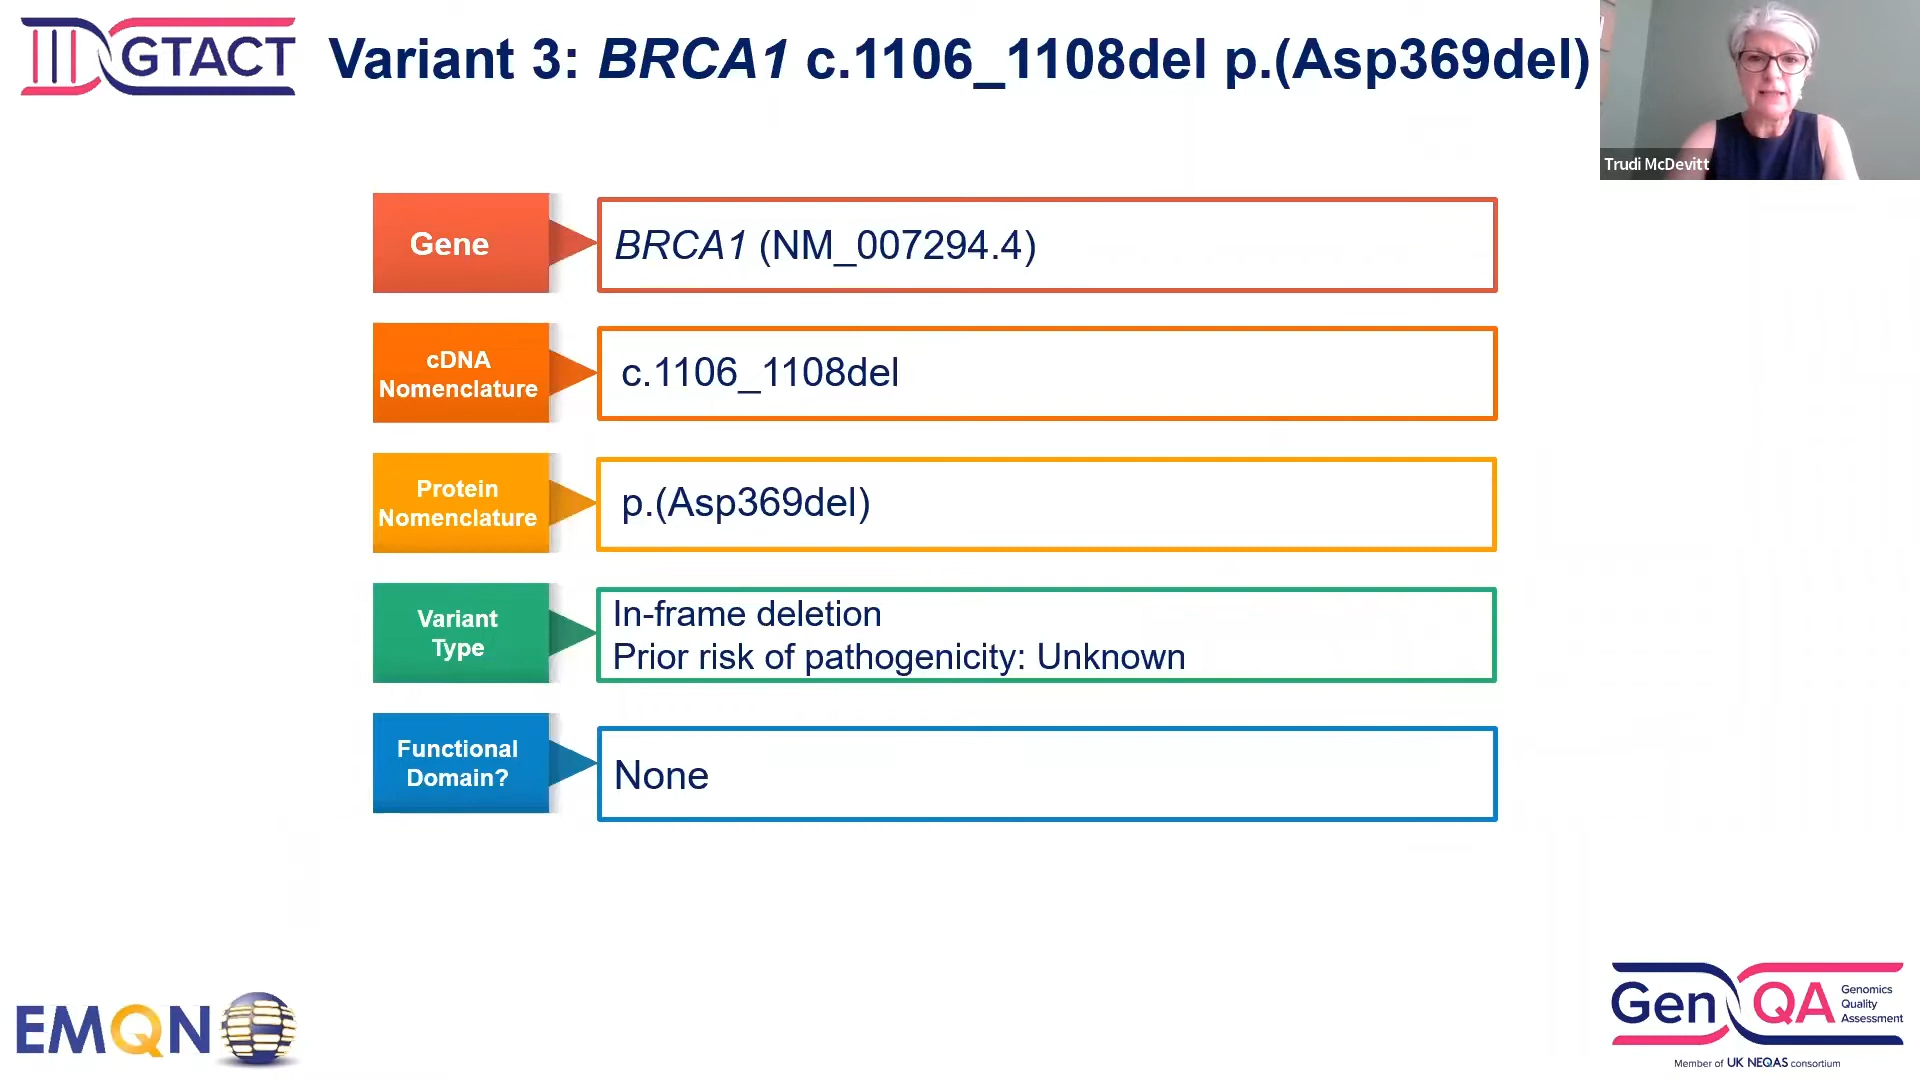 GTACT
Variant 3: BRCA1 c.1106_1108del p.(Asp369del)
Trudi McDevitt
Gene
BRCA1 (NM_007294.4)
cDNA
Nomenclature
c.1106_1108del
Protein
Nomenclature
p.(Asp369del)
Variant
Type
In-frame deletion
Prior risk of pathogenicity: Unknown
Functional
Domain?
None
EMQN
Gen QA
Genomics
Quality
Assessment
Member of UK NEQAS consortium